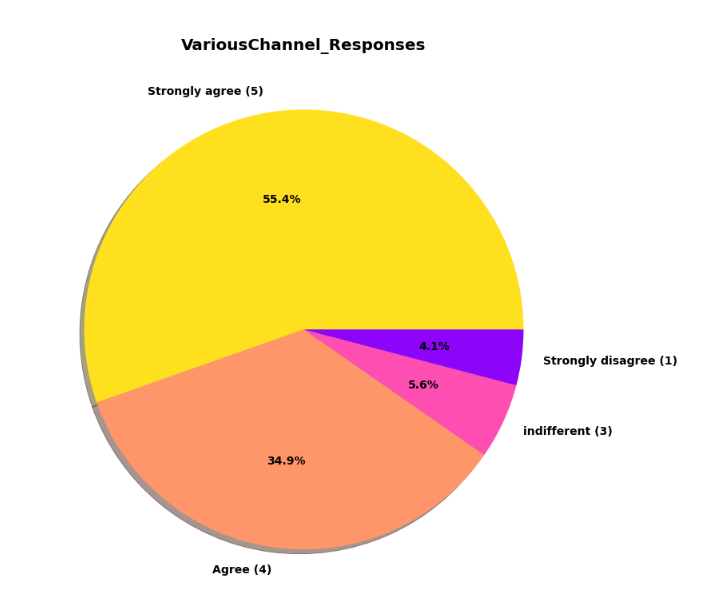 VariousChannel_Responses
Strongly agree (5)
55.4%
4.1%
Strongly disagree (1)
5.6%
indifferent (3)
34.9%
Agree (4)